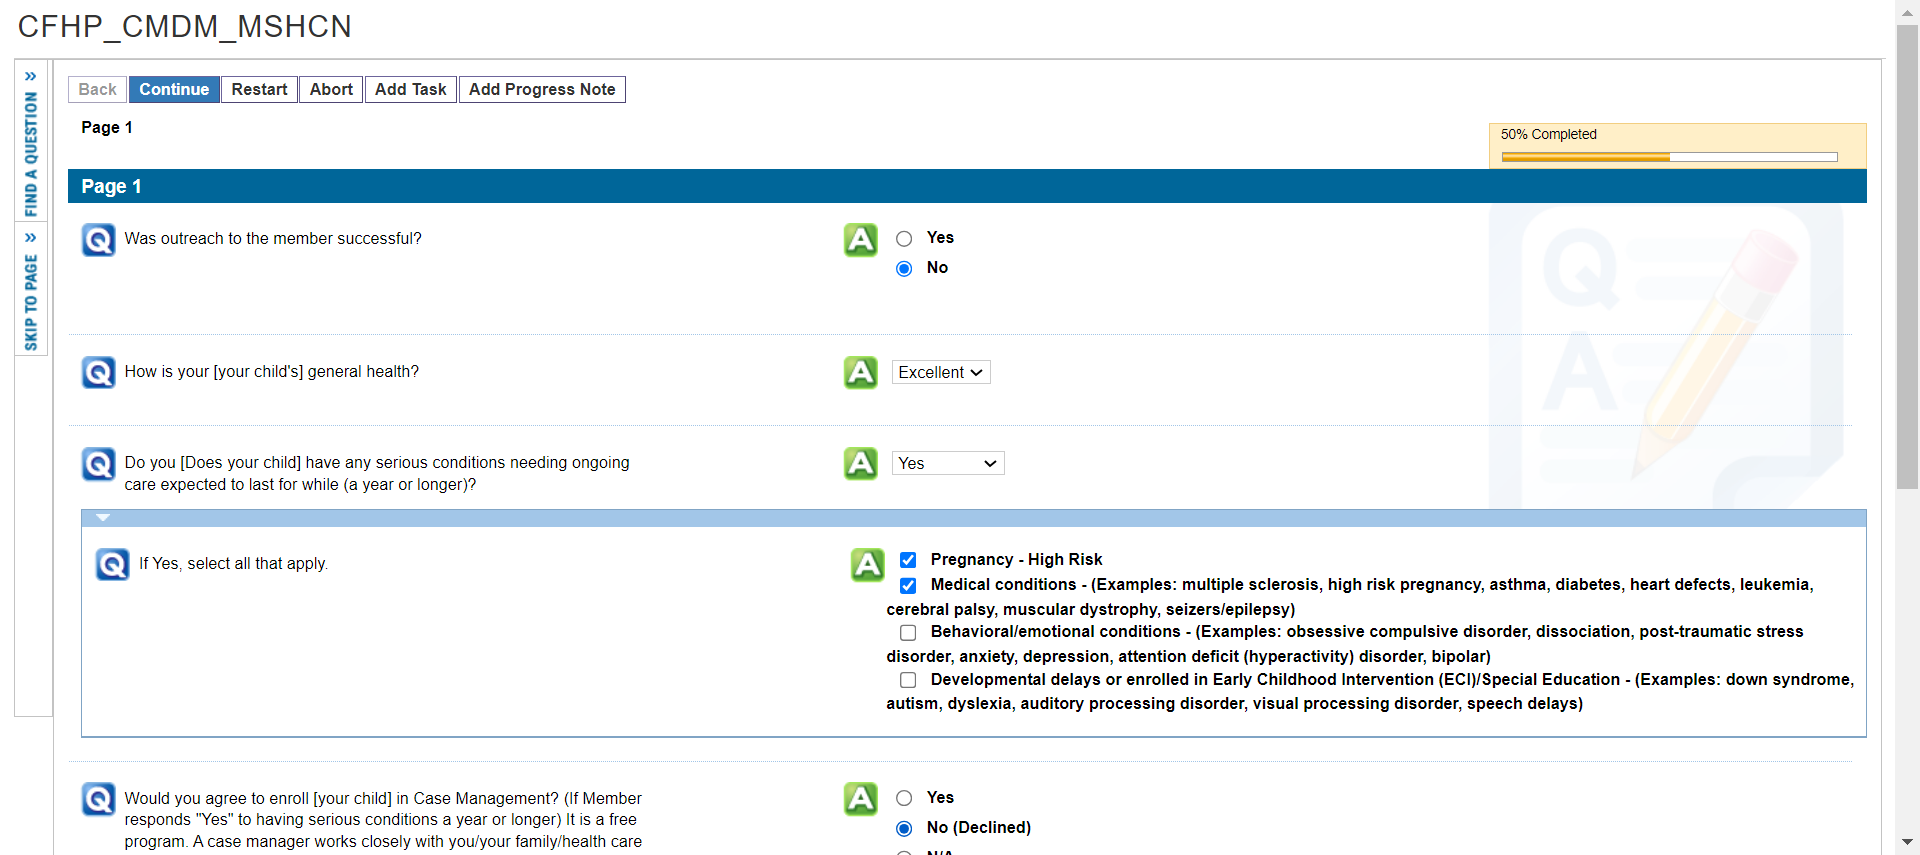 CFHP_CMDM_MSHCN
»
FIND A QUESTION
»
SKIP TO PAGE
Back Continue Restart Abort Add Task Add Progress Note
Page 1
50% Completed
Page 1
Q Was outreach to the member successful?
A Yes
No
Q How is your [your child's] general health?
A Excellent
Q Do you [Does your child] have any serious conditions needing ongoing
care expected to last for while (a year or longer)?
A Yes
Q If Yes, select all that apply.
A Pregnancy - High Risk
Medical conditions - (Examples: multiple sclerosis, high risk pregnancy, asthma, diabetes, heart defects, leukemia,
cerebral palsy, muscular dystrophy, seizers/epilepsy)
Behavioral/emotional conditions - (Examples: obsessive compulsive disorder, dissociation, post-traumatic stress
disorder, anxiety, depression, attention deficit (hyperactivity) disorder, bipolar)
Developmental delays or enrolled in Early Childhood Intervention (ECI)/Special Education - (Examples: down syndrome,
autism, dyslexia, auditory processing disorder, visual processing disorder, speech delays)
Q Would you agree to enroll [your child] in Case Management? (If Member
responds "Yes" to having serious conditions a year or longer) It is a free
program. A case manager works closely with you/your family/health care
A Yes
No (Declined)
N/A
Q
A